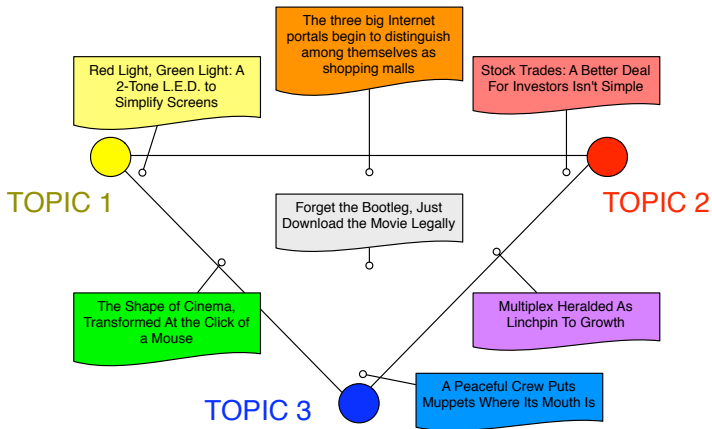 The three big Internet
portals begin to distinguish
among themselves as
shopping malls
Red Light, Green Light: A
2-Tone L.E.D. to
Simplify Screens
Stock Trades: A Better Deal
For Investors Isn't Simple
TOPIC 1
TOPIC 2
Forget the Bootleg, Just
Download the Movie Legally
The Shape of Cinema,
Transformed At the Click of
a Mouse
Multiplex Heralded As
Linchpin To Growth
TOPIC 3
A Peaceful Crew Puts
Muppets Where Its Mouth Is